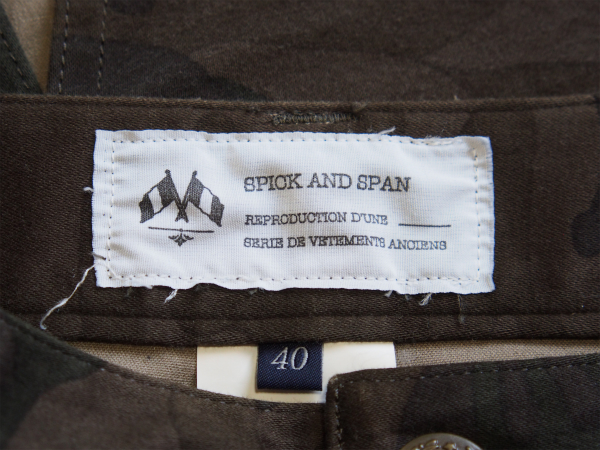 SPICK AND SPAN
REPRODUCTION D'UNE
SERIE DE VETEMENTS ANCIENS
40